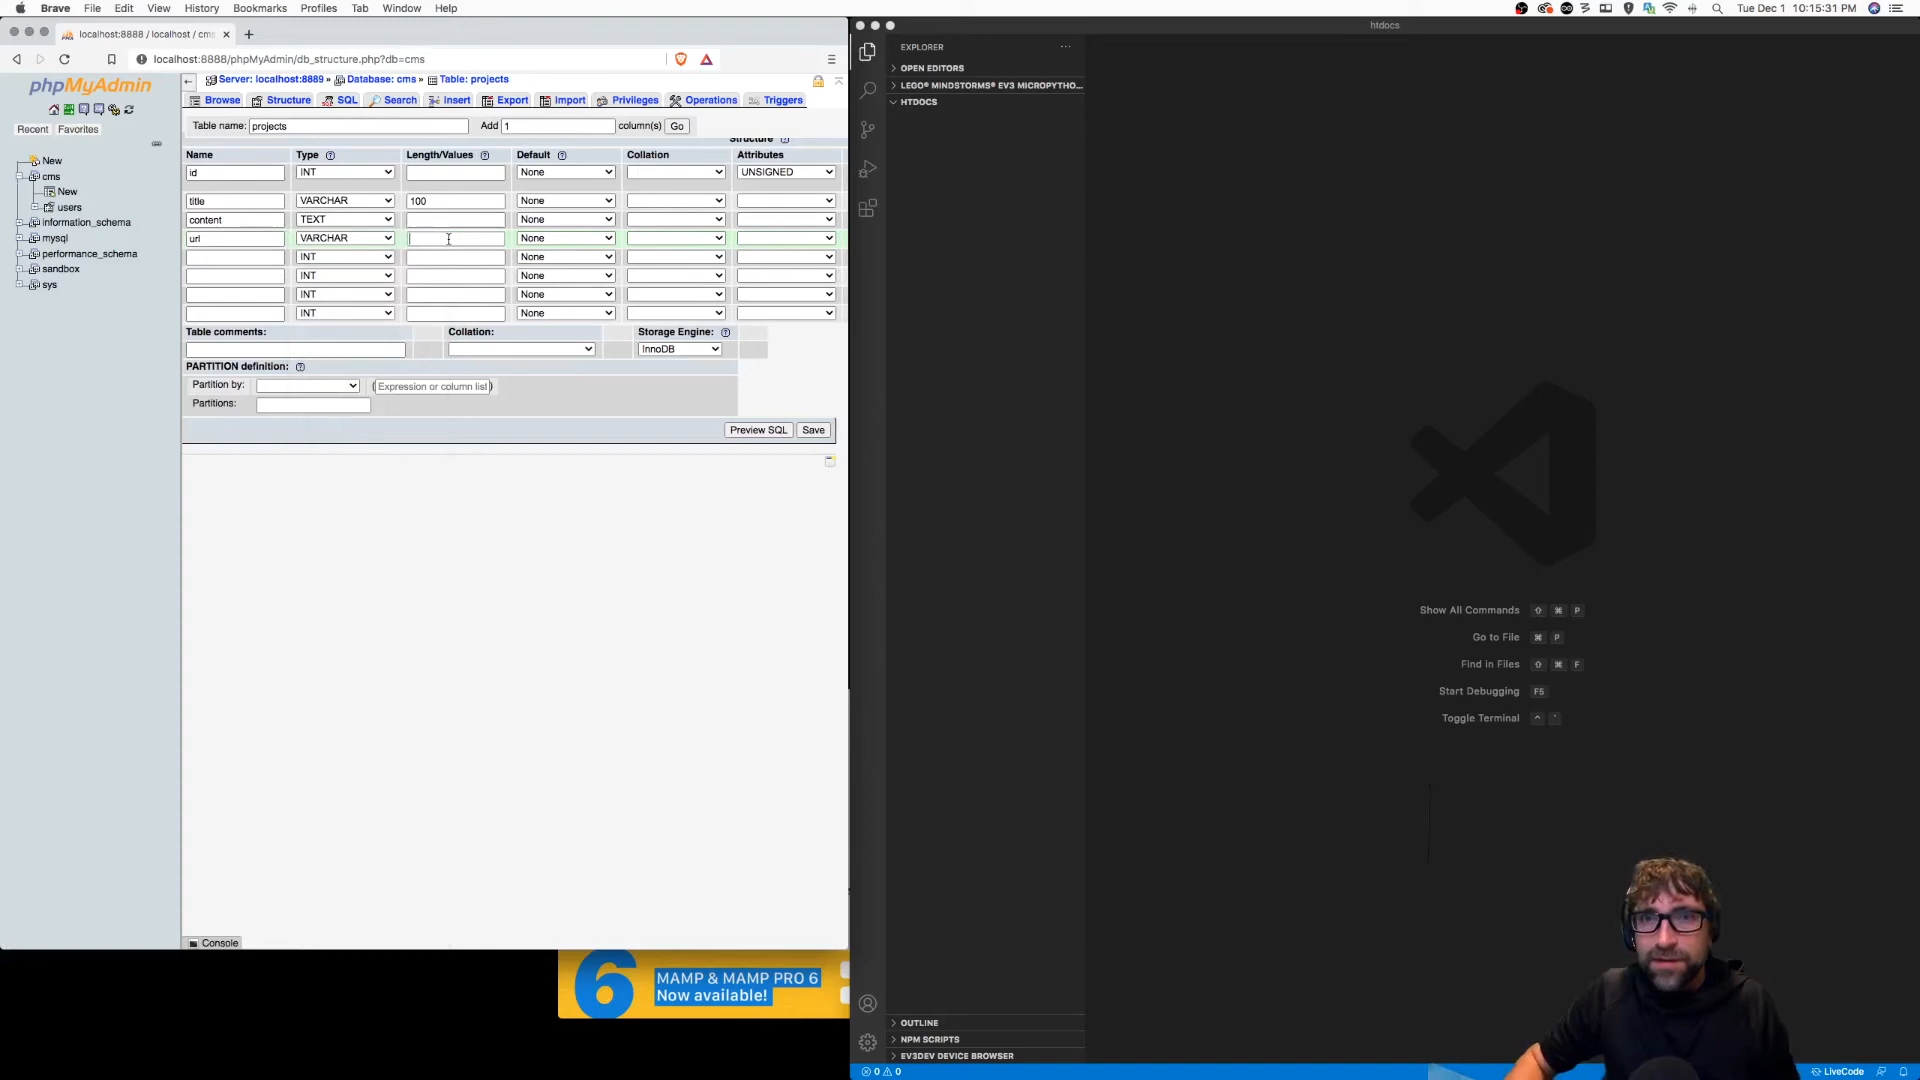 Brave File Edit View History Bookmarks Profiles Tab Window Help
Tue Dec 1 10:15:31 PM
localhost:8888 / localhost / cms
localhost:8888/phpMyAdmin/db_structure.php?db=cms
phpMyAdmin
Recent Favorites
New
cms
New
users
information_schema
mysql
performance_schema
sandbox
sys
Server: localhost:8889 » Database: cms » Table: projects
Browse Structure SQL Search Insert Export Import Privileges Operations Triggers
Table name: projects Add 1 column(s) Go
Structure
Name Type Length/Values Default Collation Attributes
id INT None UNSIGNED
title VARCHAR 100 None
content TEXT None
url VARCHAR None
INT None
INT None
INT None
INT None
Table comments: Collation: Storage Engine:
InnoDB
PARTITION definition:
Partition by: ( Expression or column list )
Partitions:
Preview SQL Save
Console
6
MAMP & MAMP PRO 6
Now available!
htdocs
EXPLORER ...
OPEN EDITORS
LEGO® MINDSTORMS® EV3 MICROPYTHO...
HTDOCS
Show All Commands ⇧ ⌘ P
Go to File ⌘ P
Find in Files ⇧ ⌘ F
Start Debugging F5
Toggle Terminal ^ `
OUTLINE
NPM SCRIPTS
EV3DEV DEVICE BROWSER
0 0
LiveCode